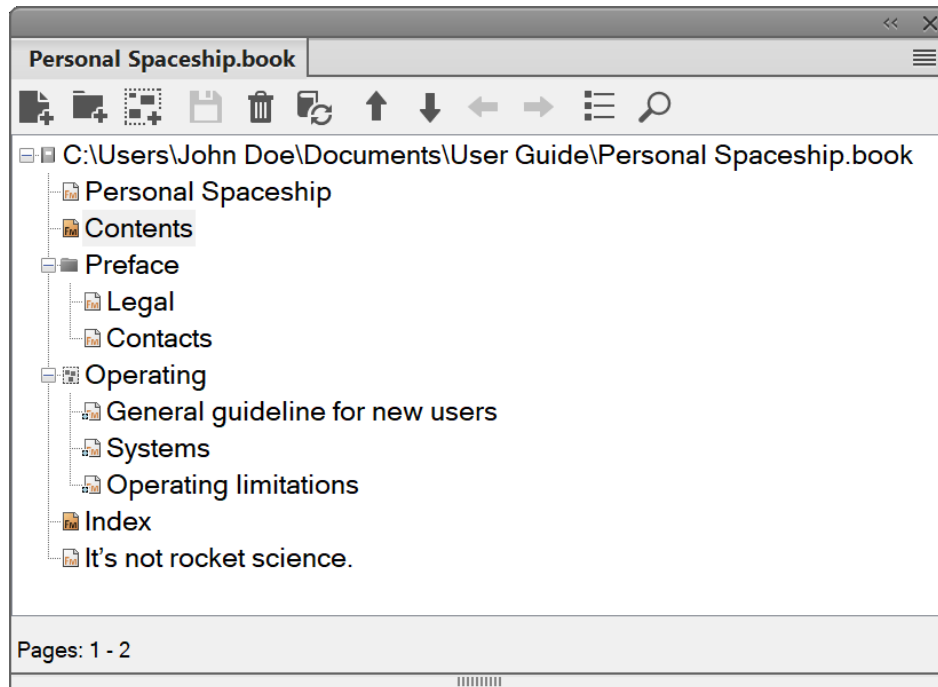 Personal Spaceship.book
C:\Users\John Doe\Documents\User Guide\Personal Spaceship.book
Personal Spaceship
Contents
Preface
Legal
Contacts
Operating
General guideline for new users
Systems
Operating limitations
Index
It’s not rocket science.
Pages: 1 - 2